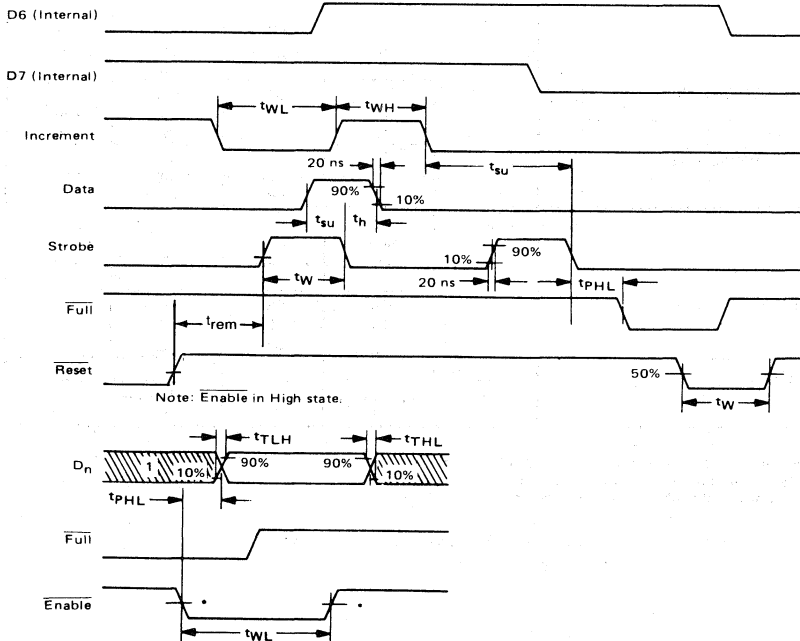 D6 (Internal)
D7 (Internal)
tWL
tWH
Increment
20 ns
tsu
Data
90%
10%
tsu
th
Strobe
10%
90%
tW
20 ns
tPHL
Full
trem
Reset
50%
Note: Enable in High state.
tW
tTLH
tTHL
Dn
1
10%
90%
90%
10%
tPHL
Full
Enable
tWL